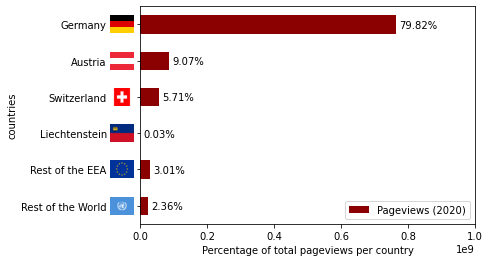 countries
Germany 79.82%
Austria 9.07%
Switzerland 5.71%
Liechtenstein 0.03%
Rest of the EEA 3.01%
Rest of the World 2.36%
Pageviews (2020)
0.0 0.2 0.4 0.6 0.8 1.0
1e9
Percentage of total pageviews per country